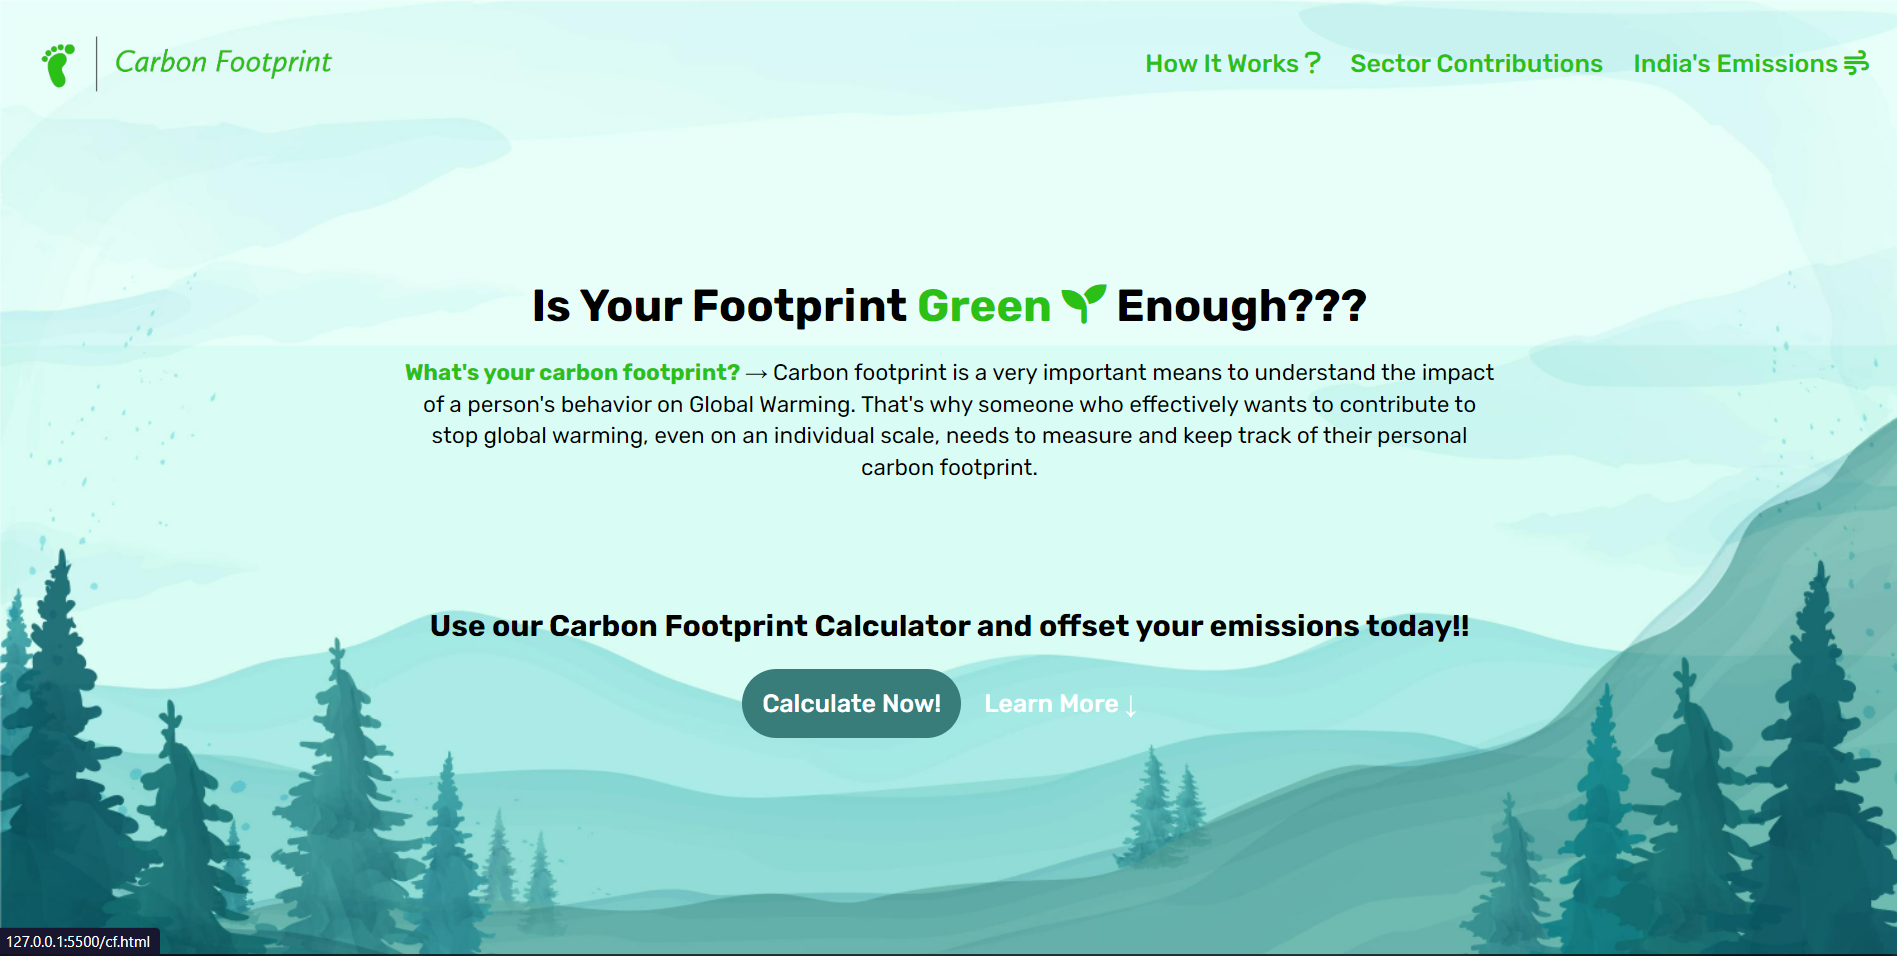 Carbon Footprint
How It Works ? Sector Contributions India's Emissions
Is Your Footprint Green Enough???
What's your carbon footprint? → Carbon footprint is a very important means to understand the impact
of a person's behavior on Global Warming. That's why someone who effectively wants to contribute to
stop global warming, even on an individual scale, needs to measure and keep track of their personal
carbon footprint.
Use our Carbon Footprint Calculator and offset your emissions today!!
Calculate Now! Learn More ↓
127.0.0.1:5500/cf.html